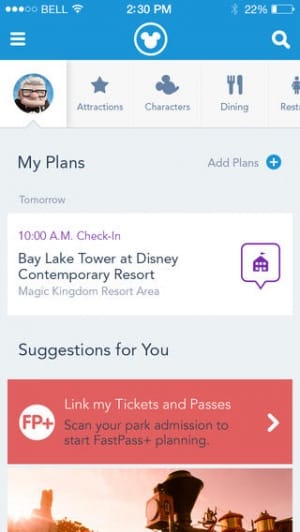 BELL 2:30 PM 22%
Attractions Characters Dining Rest
My Plans Add Plans
Tomorrow
10:00 A.M. Check-In
Bay Lake Tower at Disney
Contemporary Resort
Magic Kingdom Resort Area
Suggestions for You
Link my Tickets and Passes
FP+
Scan your park admission to
start FastPass+ planning.